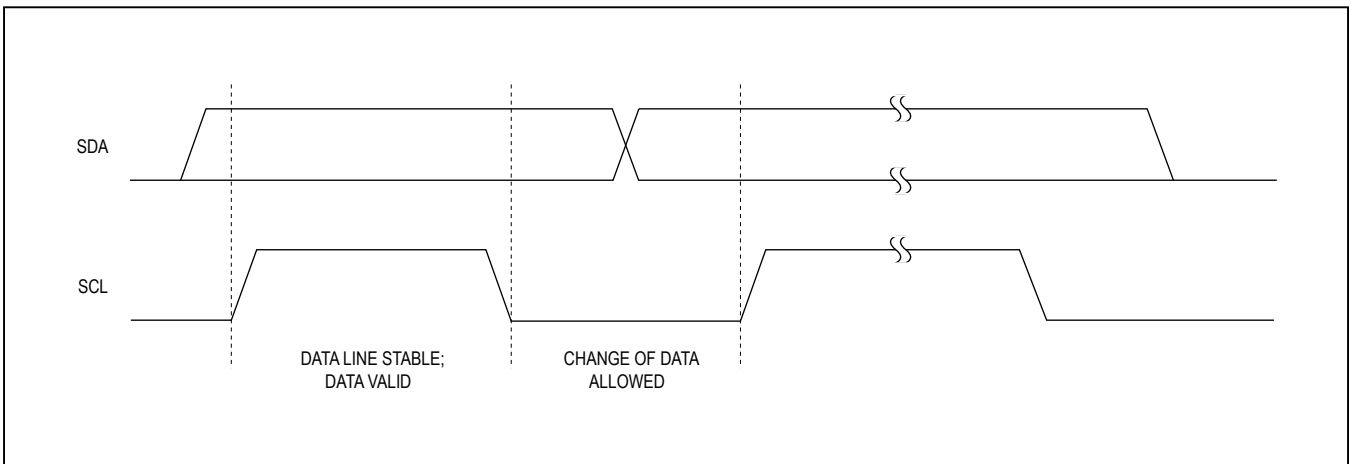 SDA
SCL
DATA LINE STABLE;
DATA VALID
CHANGE OF DATA
ALLOWED